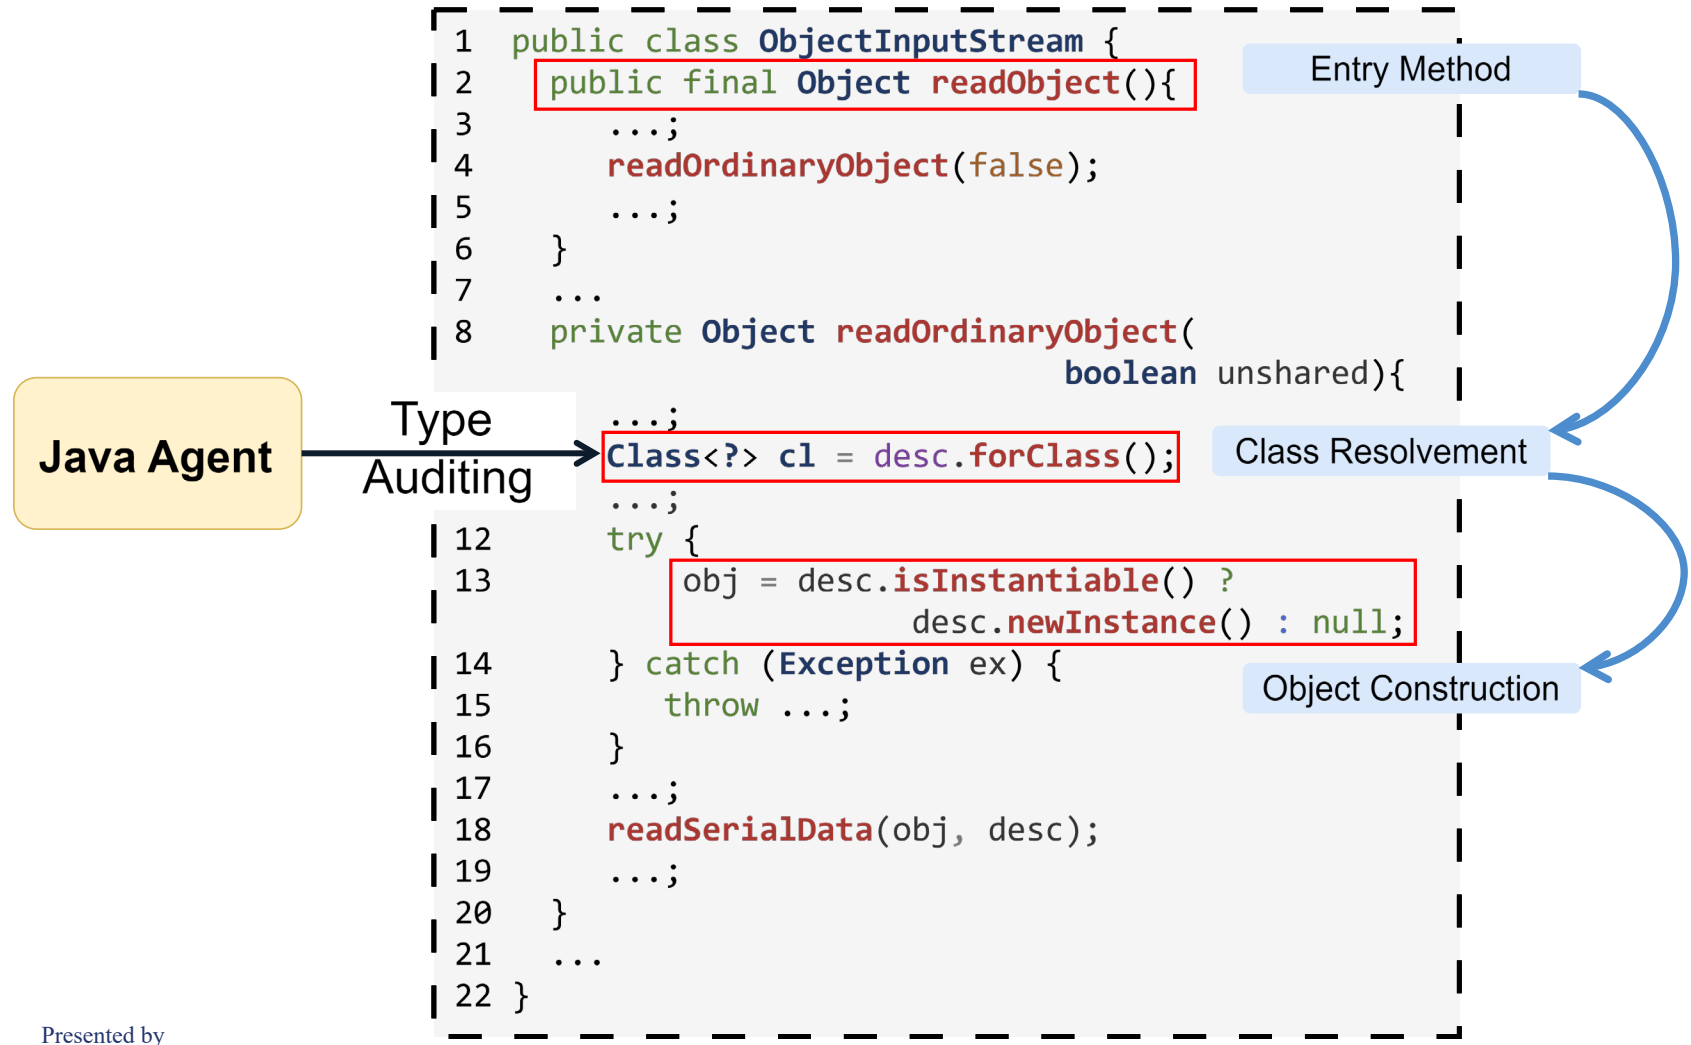 1 public class ObjectInputStream {
Entry Method
2 public final Object readObject(){
3 ...;
4 readOrdinaryObject(false);
5 ...;
6 }
7 ...
8 private Object readOrdinaryObject(
boolean unshared){
...;
Java Agent
Type
Auditing
Class<?> cl = desc.forClass();
Class Resolvement
...;
12 try {
13 obj = desc.isInstantiable() ?
desc.newInstance() : null;
14 } catch (Exception ex) {
Object Construction
15 throw ...;
16 }
17 ...;
18 readSerialData(obj, desc);
19 ...;
20 }
21 ...
22 }
Presented by